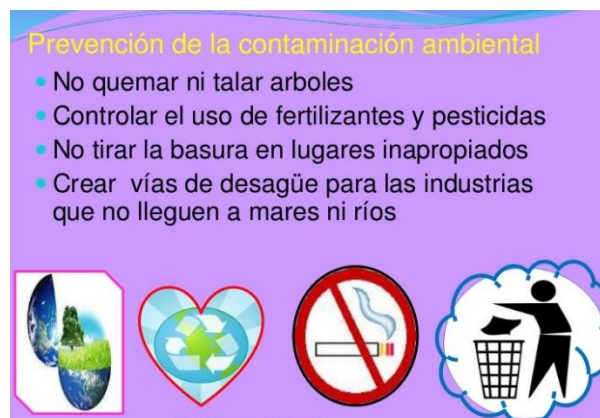 Prevención de la contaminación ambiental
No quemar ni talar arboles
Controlar el uso de fertilizantes y pesticidas
No tirar la basura en lugares inapropiados
Crear vías de desagüe para las industrias
que no lleguen a mares ni ríos